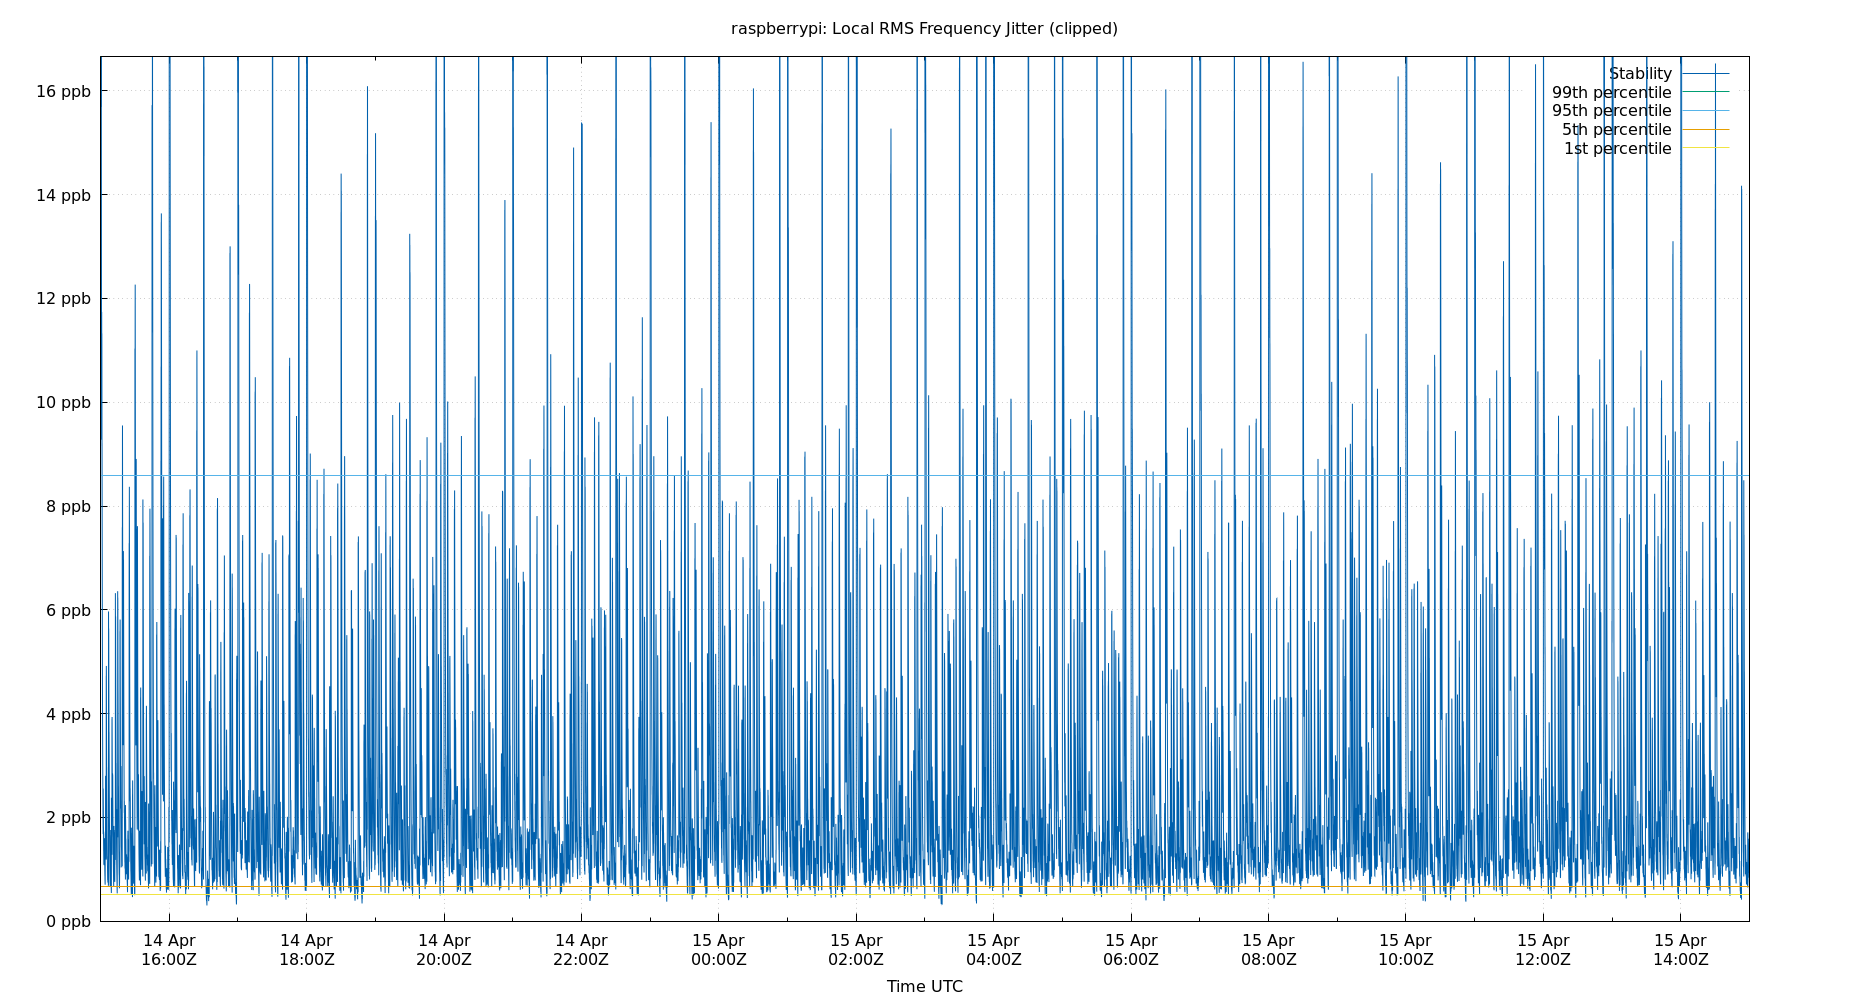 raspberrypi: Local RMS Frequency Jitter (clipped)
Stability
99th percentile
95th percentile
5th percentile
1st percentile
16 ppb
14 ppb
12 ppb
10 ppb
8 ppb
6 ppb
4 ppb
2 ppb
0 ppb
14 Apr 14 Apr 14 Apr 14 Apr 15 Apr 15 Apr 15 Apr 15 Apr 15 Apr 15 Apr 15 Apr 15 Apr
16:00Z 18:00Z 20:00Z 22:00Z 00:00Z 02:00Z 04:00Z 06:00Z 08:00Z 10:00Z 12:00Z 14:00Z
Time UTC